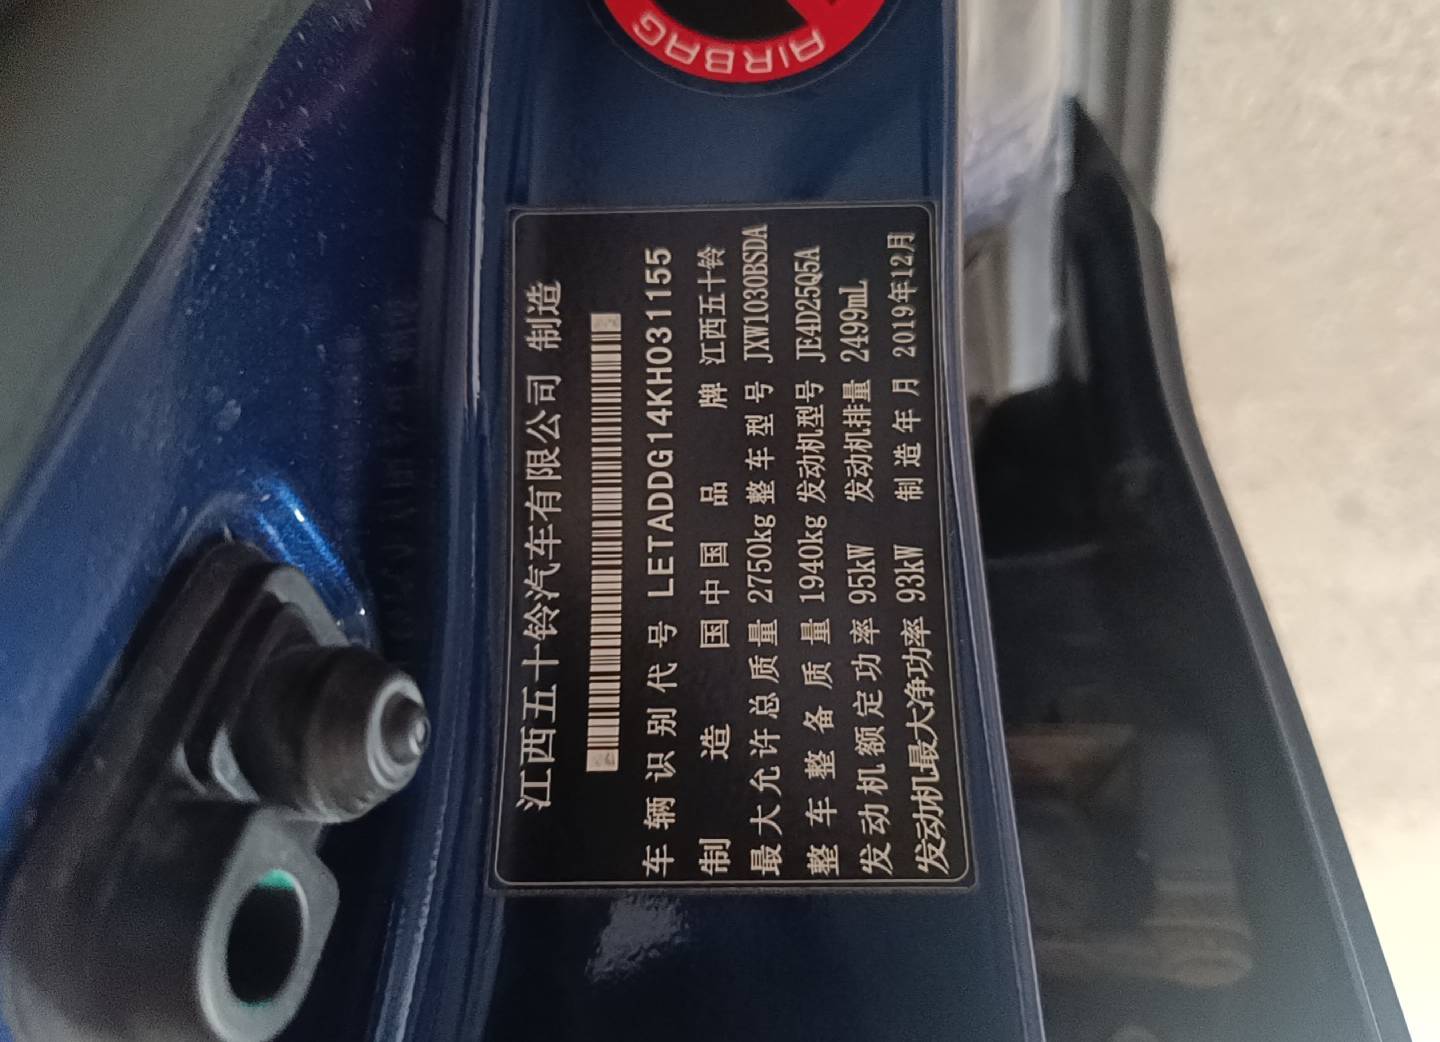 AIRBAG
江西五十铃汽车有限公司 制造
车辆识别代号 LETADDG14KH031155
制造国 中国 品牌 江西五十铃
最大允许总质量 2750kg 整车型号 JXW1030BSDA
整车整备质量 1940kg 发动机型号 JE4D25Q5A
发动机额定功率 95kW 发动机排量 2499mL
发动机最大净功率 93kW 制造年月 2019年12月